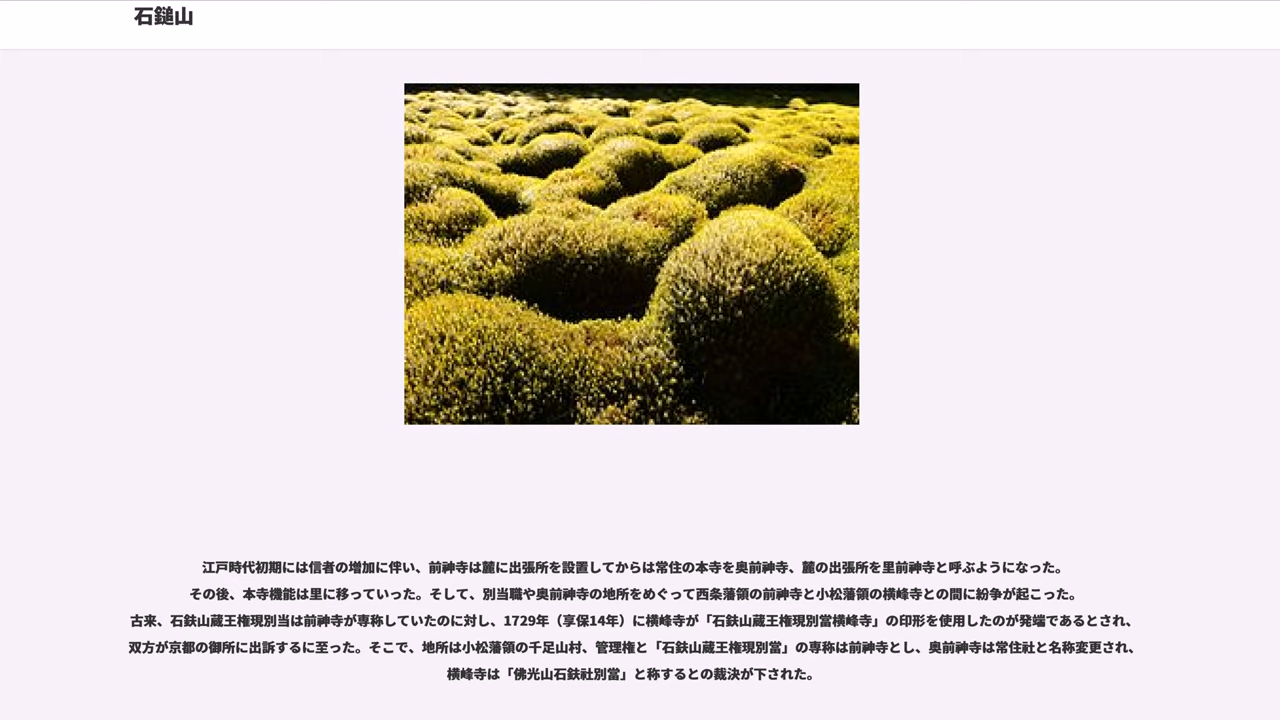 石鎚山
江戸時代初期には信者の増加に伴い、前神寺は麓に出張所を設置してからは常住の本寺を奥前神寺、麓の出張所を里前神寺と呼ぶようになった。
その後、本寺機能は里に移っていった。そして、別当職や奥前神寺の地所をめぐって西条藩領の前神寺と小松藩領の横峰寺との間に紛争が起こった。
古来、石鈇山蔵王権現別当は前神寺が専称していたのに対し、1729年（享保14年）に横峰寺が「石鈇山蔵王権現別當横峰寺」の印形を使用したのが発端であるとされ、
双方が京都の御所に出訴するに至った。そこで、地所は小松藩領の千足山村、管理権と「石鈇山蔵王権現別當」の専称は前神寺とし、奥前神寺は常住社と名称変更され、
横峰寺は「佛光山石鈇社別當」と称するとの裁決が下された。